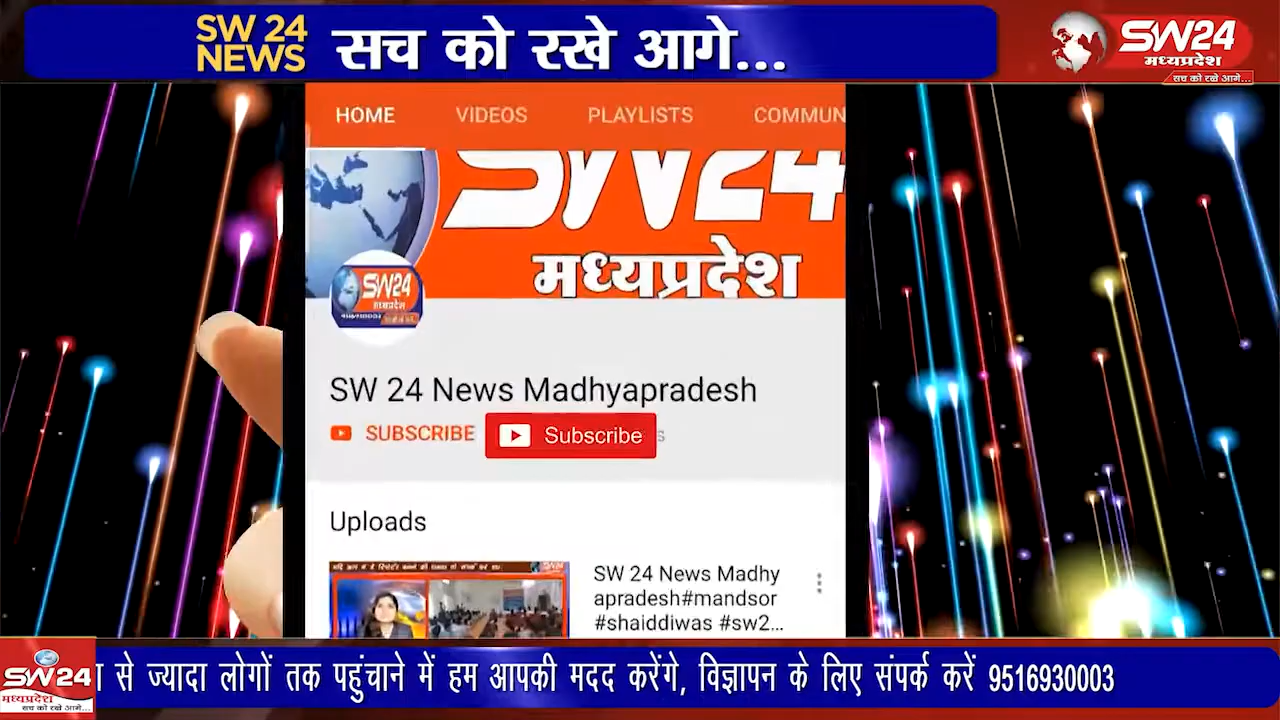 SW 24
NEWS
सच को रखे आगे...
SW24
मध्यप्रदेश
सच को रखे आगे...
HOME VIDEOS PLAYLISTS COMMUN
SW24
मध्यप्रदेश
SW24
मध्यप्रदेश
SW 24 News Madhyapradesh
SUBSCRIBE
Subscribe
s
Uploads
SW 24 News Madhy
apradesh#mandsor
#shaiddiwas #sw2...
SW24
मध्यप्रदेश
सच को रखे आगे...
से ज्यादा लोगों तक पहुंचाने में हम आपकी मदद करेंगे, विज्ञापन के लिए संपर्क करें 9516930003